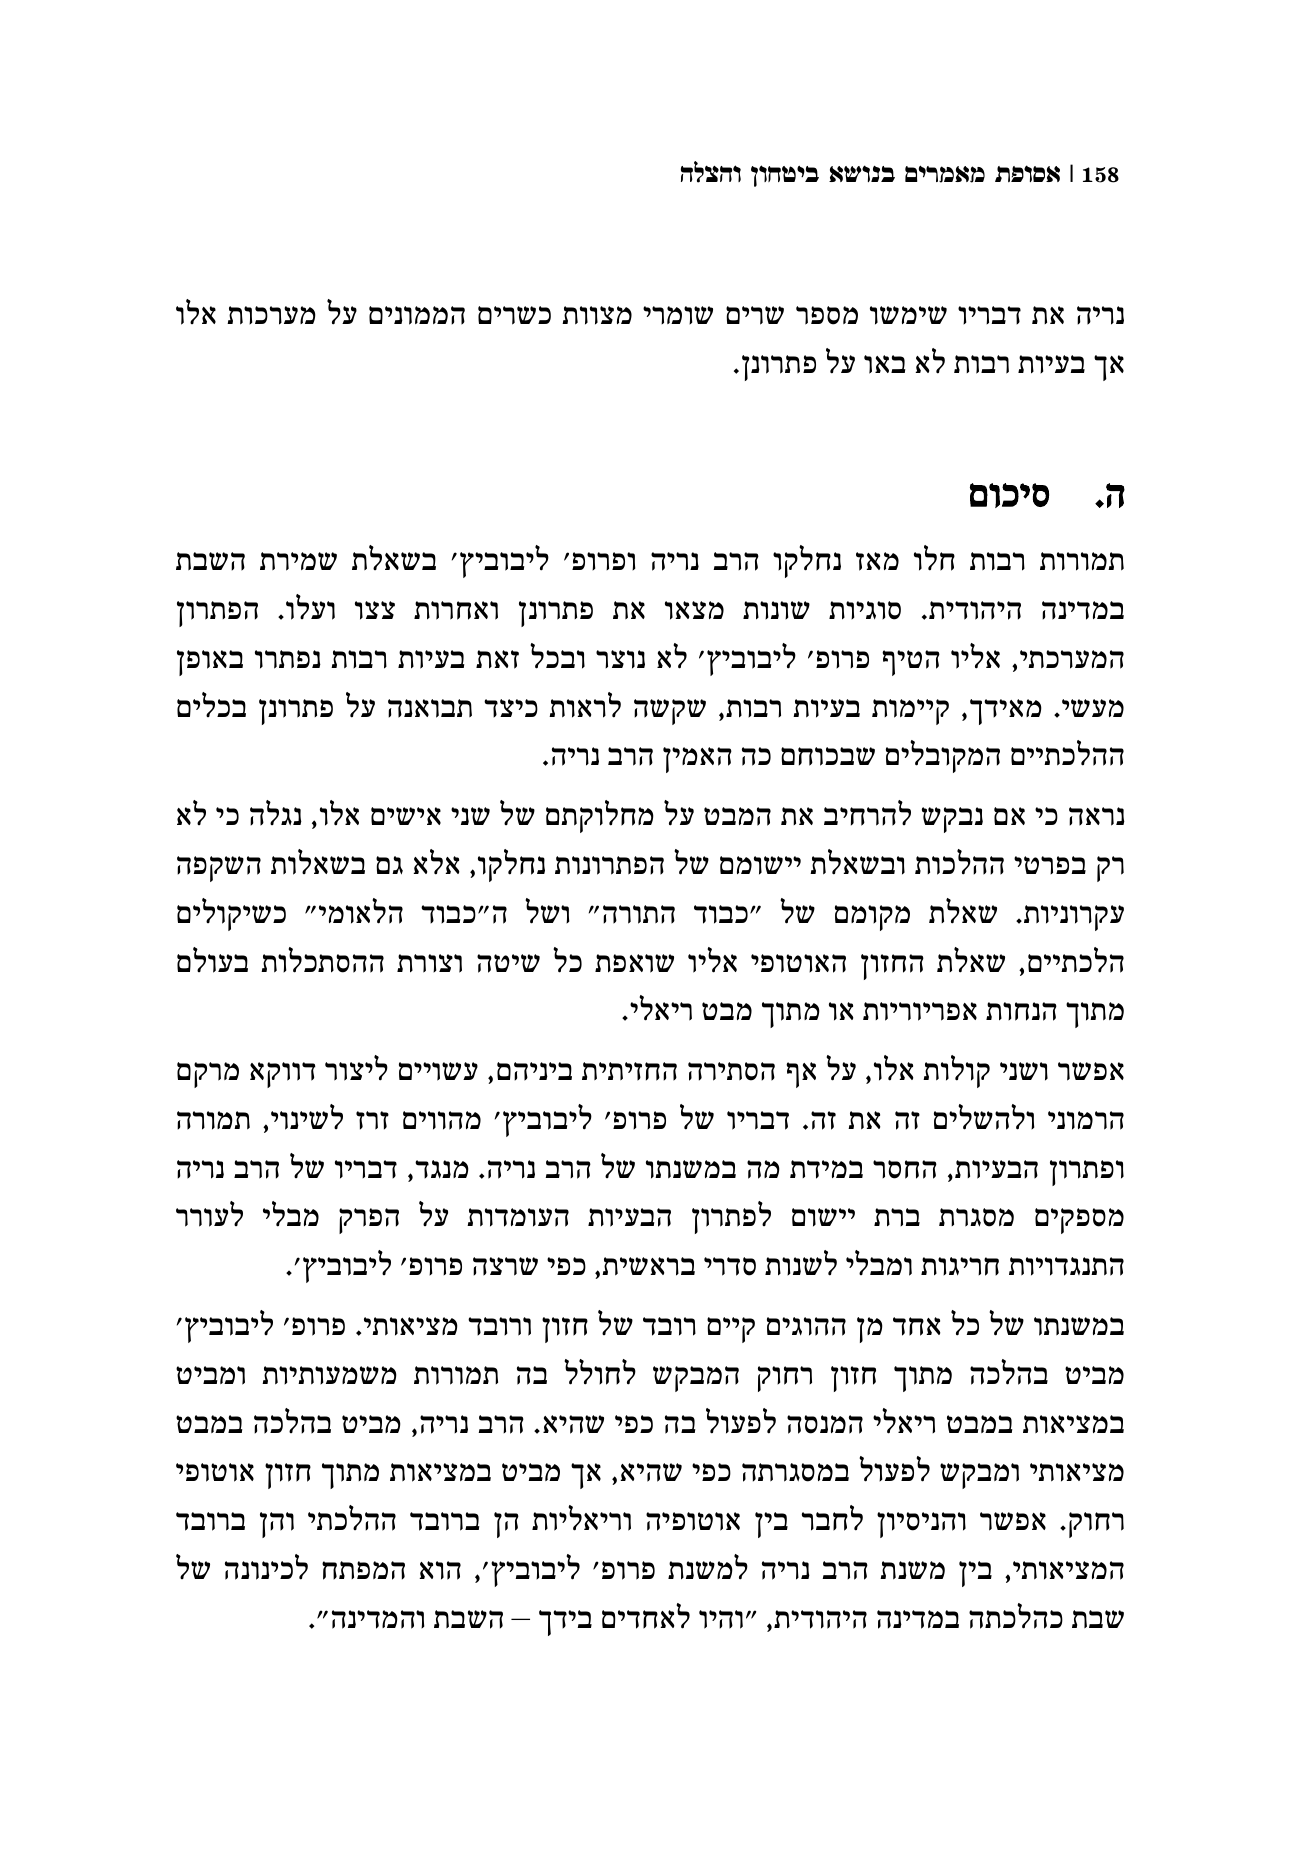 158 | אסופת מאמרים בנושא ביטחון והצלה
נריה את דבריו שימשו מספר שרים שומרי מצוות כשרים הממונים על מערכות אלו
אך בעיות רבות לא באו על פתרונן.
ה. סיכום
תמורות רבות חלו מאז נחלקו הרב נריה ופרופ׳ ליבוביץ׳ בשאלת שמירת השבת
במדינה היהודית. סוגיות שונות מצאו את פתרונן ואחרות צצו ועלו. הפתרון
המערכתי, אליו הטיף פרופ׳ ליבוביץ׳ לא נוצר ובכל זאת בעיות רבות נפתרו באופן
מעשי. מאידך, קיימות בעיות רבות, שקשה לראות כיצד תבואנה על פתרונן בכלים
ההלכתיים המקובלים שבכוחם כה האמין הרב נריה.
נראה כי אם נבקש להרחיב את המבט על מחלוקתם של שני אישים אלו, נגלה כי לא
רק בפרטי ההלכות ובשאלת יישומם של הפתרונות נחלקו, אלא גם בשאלות השקפה
עקרוניות. שאלת מקומם של ״כבוד התורה״ ושל ה״כבוד הלאומי״ כשיקולים
הלכתיים, שאלת החזון האוטופי אליו שואפת כל שיטה וצורת ההסתכלות בעולם
מתוך הנחות אפריוריות או מתוך מבט ריאלי.
אפשר ושני קולות אלו, על אף הסתירה החזיתית ביניהם, עשויים ליצור דווקא מרקם
הרמוני ולהשלים זה את זה. דבריו של פרופ׳ ליבוביץ׳ מהווים זרז לשינוי, תמורה
ופתרון הבעיות, החסר במידת מה במשנתו של הרב נריה. מנגד, דבריו של הרב נריה
מספקים מסגרת ברת יישום לפתרון הבעיות העומדות על הפרק מבלי לעורר
התנגדויות חריגות ומבלי לשנות סדרי בראשית, כפי שרצה פרופ׳ ליבוביץ׳.
במשנתו של כל אחד מן ההוגים קיים רובד של חזון ורובד מציאותי. פרופ׳ ליבוביץ׳
מביט בהלכה מתוך חזון רחוק המבקש לחולל בה תמורות משמעותיות ומביט
במציאות במבט ריאלי המנסה לפעול בה כפי שהיא. הרב נריה, מביט בהלכה במבט
מציאותי ומבקש לפעול במסגרתה כפי שהיא, אך מביט במציאות מתוך חזון אוטופי
רחוק. אפשר והניסיון לחבר בין אוטופיה וריאליות הן ברובד ההלכתי והן ברובד
המציאותי, בין משנת הרב נריה למשנת פרופ׳ ליבוביץ׳, הוא המפתח לכינונה של
שבת כהלכתה במדינה היהודית, ״והיו לאחדים בידך – השבת והמדינה״.